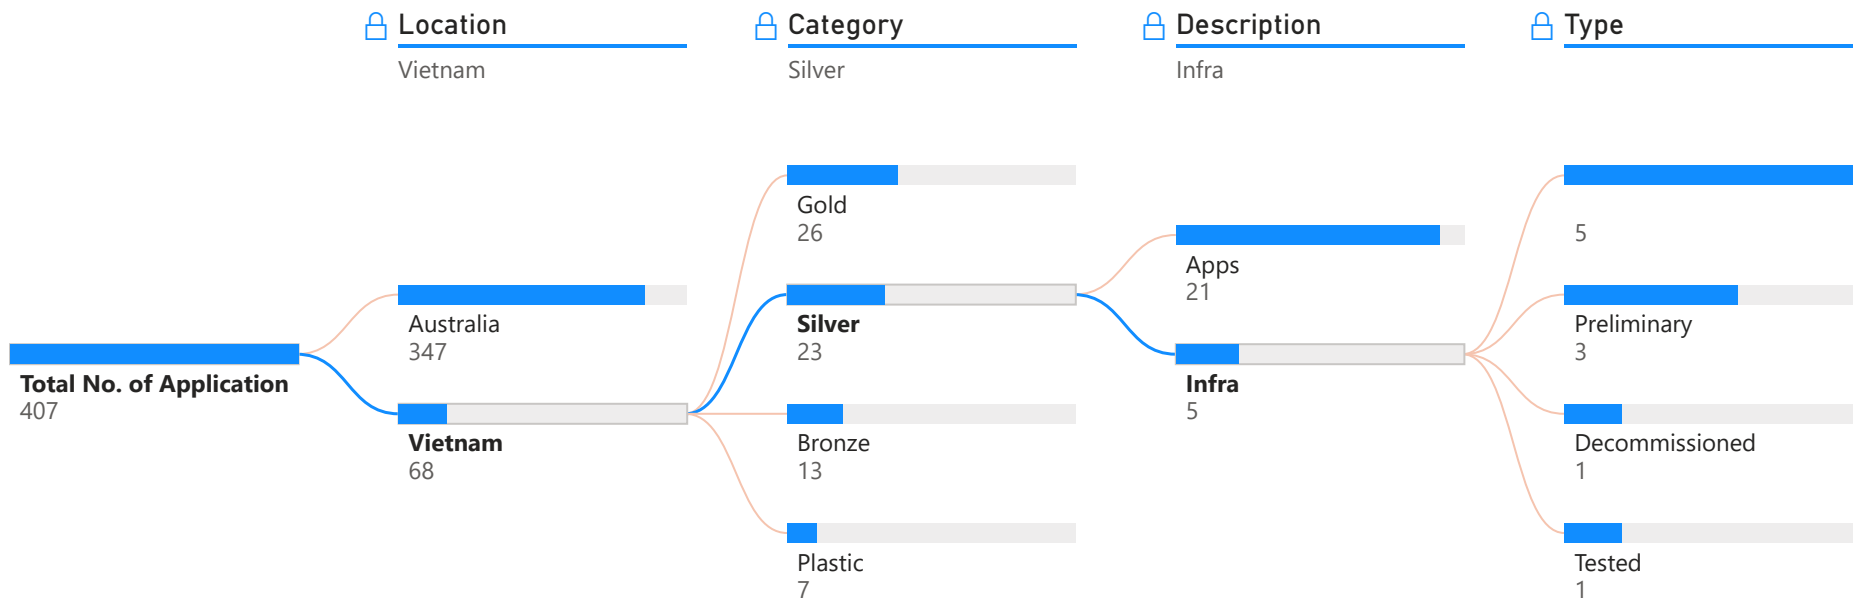 Location
Vietnam
Category
Silver
Description
Infra
Type
Total No. of Application
407
Australia
347
Vietnam
68
Gold
26
Silver
23
Bronze
13
Plastic
7
Apps
21
Infra
5
5
Preliminary
3
Decommissioned
1
Tested
1